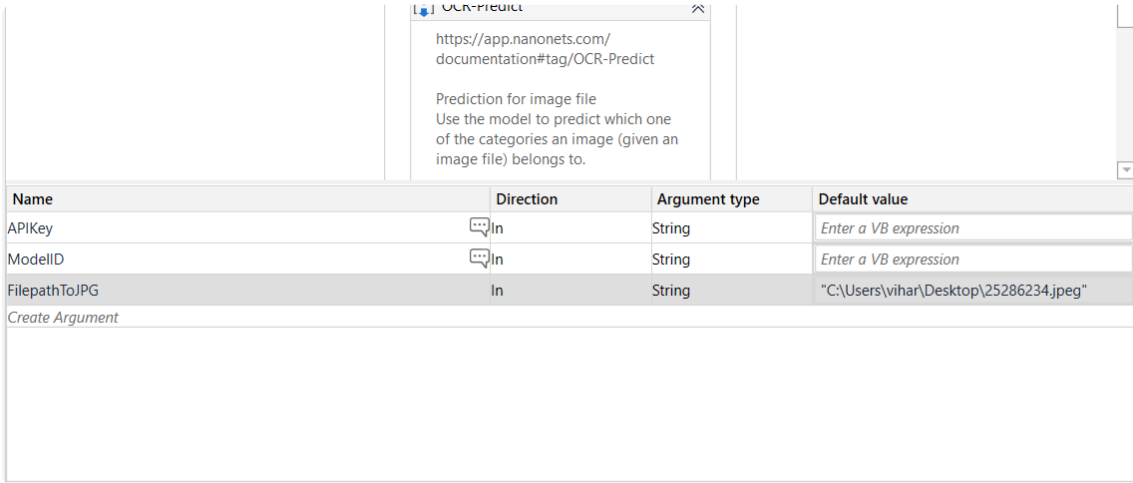 OCR-Predict
https://app.nanonets.com/
documentation#tag/OCR-Predict
Prediction for image file
Use the model to predict which one
of the categories an image (given an
image file) belongs to.
Name Direction Argument type Default value
APIKey In String Enter a VB expression
ModelID In String Enter a VB expression
FilepathToJPG In String "C:\Users\vihar\Desktop\25286234.jpeg"
Create Argument